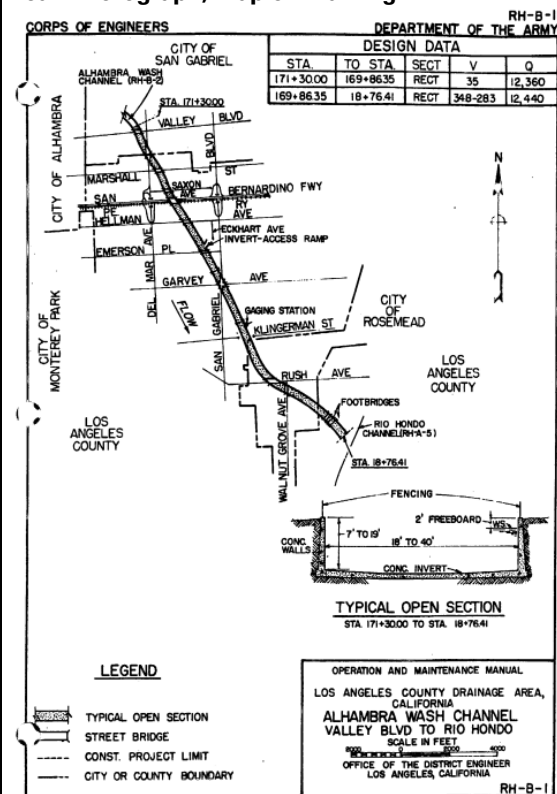 RH-B-1
CORPS OF ENGINEERS
DEPARTMENT OF THE ARMY
DESIGN DATA
STA. TO STA. SECT V Q
171+30.00 169+86.35 RECT 35 12,360
169+86.35 18+76.41 RECT 348-283 12,440
CITY OF
SAN GABRIEL
ALHAMBRA WASH
CHANNEL (RH-B-2)
STA. 171+30.00
VALLEY BLVD
BLVD
CITY OF ALHAMBRA
MARSHALL ST
SAXON
AVE
SAN BERNARDINO FWY
PE RY
HELLMAN AVE
ECKHART AVE
INVERT-ACCESS RAMP
EMERSON PL
DEL MAR AVE
GARVEY AVE
FLOW
SAN GABRIEL
GAGING STATION
KLINGERMAN ST
CITY
OF
ROSEMEAD
N
CITY OF
MONTEREY PARK
LOS
ANGELES
COUNTY
RUSH AVE
WALNUT GROVE AVE
FOOTBRIDGES
RIO HONDO
CHANNEL(RH-A-5)
STA. 18+76.41
LOS
ANGELES
COUNTY
FENCING
2' FREEBOARD
WS
7' TO 19'
18' TO 40'
CONC.
WALLS
CONC. INVERT
TYPICAL OPEN SECTION
STA. 171+30.00 TO STA. 18+76.41
LEGEND
TYPICAL OPEN SECTION
STREET BRIDGE
CONST. PROJECT LIMIT
CITY OR COUNTY BOUNDARY
OPERATION AND MAINTENANCE MANUAL
LOS ANGELES COUNTY DRAINAGE AREA,
CALIFORNIA
ALHAMBRA WASH CHANNEL
VALLEY BLVD TO RIO HONDO
SCALE IN FEET
2000 0 2000 4000
OFFICE OF THE DISTRICT ENGINEER
LOS ANGELES, CALIFORNIA
RH-B-1